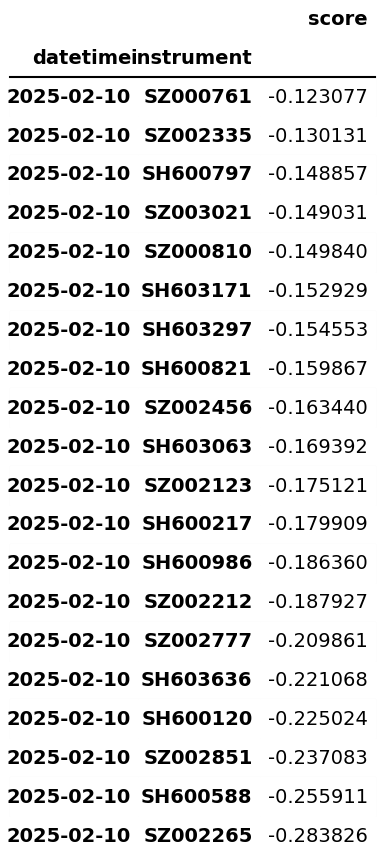 score
datetime instrument
2025-02-10 SZ000761 -0.123077
2025-02-10 SZ002335 -0.130131
2025-02-10 SH600797 -0.148857
2025-02-10 SZ003021 -0.149031
2025-02-10 SZ000810 -0.149840
2025-02-10 SH603171 -0.152929
2025-02-10 SH603297 -0.154553
2025-02-10 SH600821 -0.159867
2025-02-10 SZ002456 -0.163440
2025-02-10 SH603063 -0.169392
2025-02-10 SZ002123 -0.175121
2025-02-10 SH600217 -0.179909
2025-02-10 SH600986 -0.186360
2025-02-10 SZ002212 -0.187927
2025-02-10 SZ002777 -0.209861
2025-02-10 SH603636 -0.221068
2025-02-10 SH600120 -0.225024
2025-02-10 SZ002851 -0.237083
2025-02-10 SH600588 -0.255911
2025-02-10 SZ002265 -0.283826